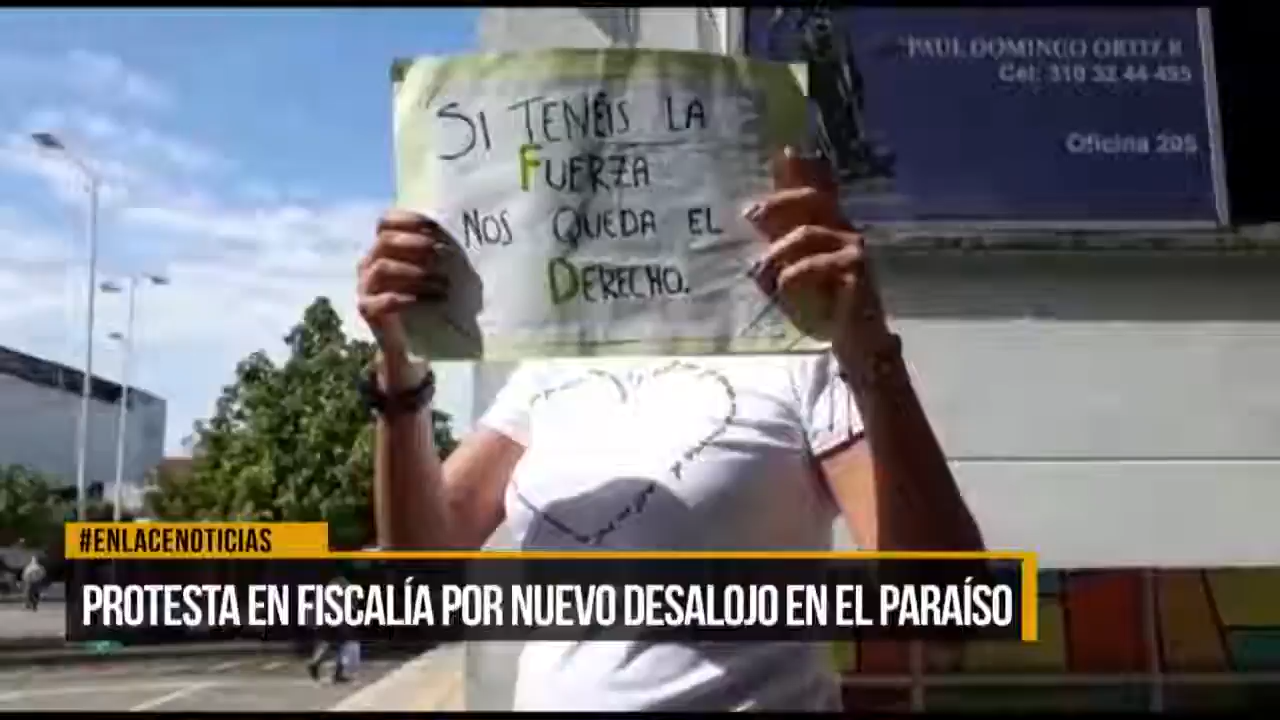 "PAUL DOMINGO ORTIZ R.
Cel: 310 32 44 495
Oficina 205
SI TENÉIS LA
FUERZA
NOS QUEDA EL
DERECHO.
#ENLACENOTICIAS
PROTESTA EN FISCALÍA POR NUEVO DESALOJO EN EL PARAÍSO